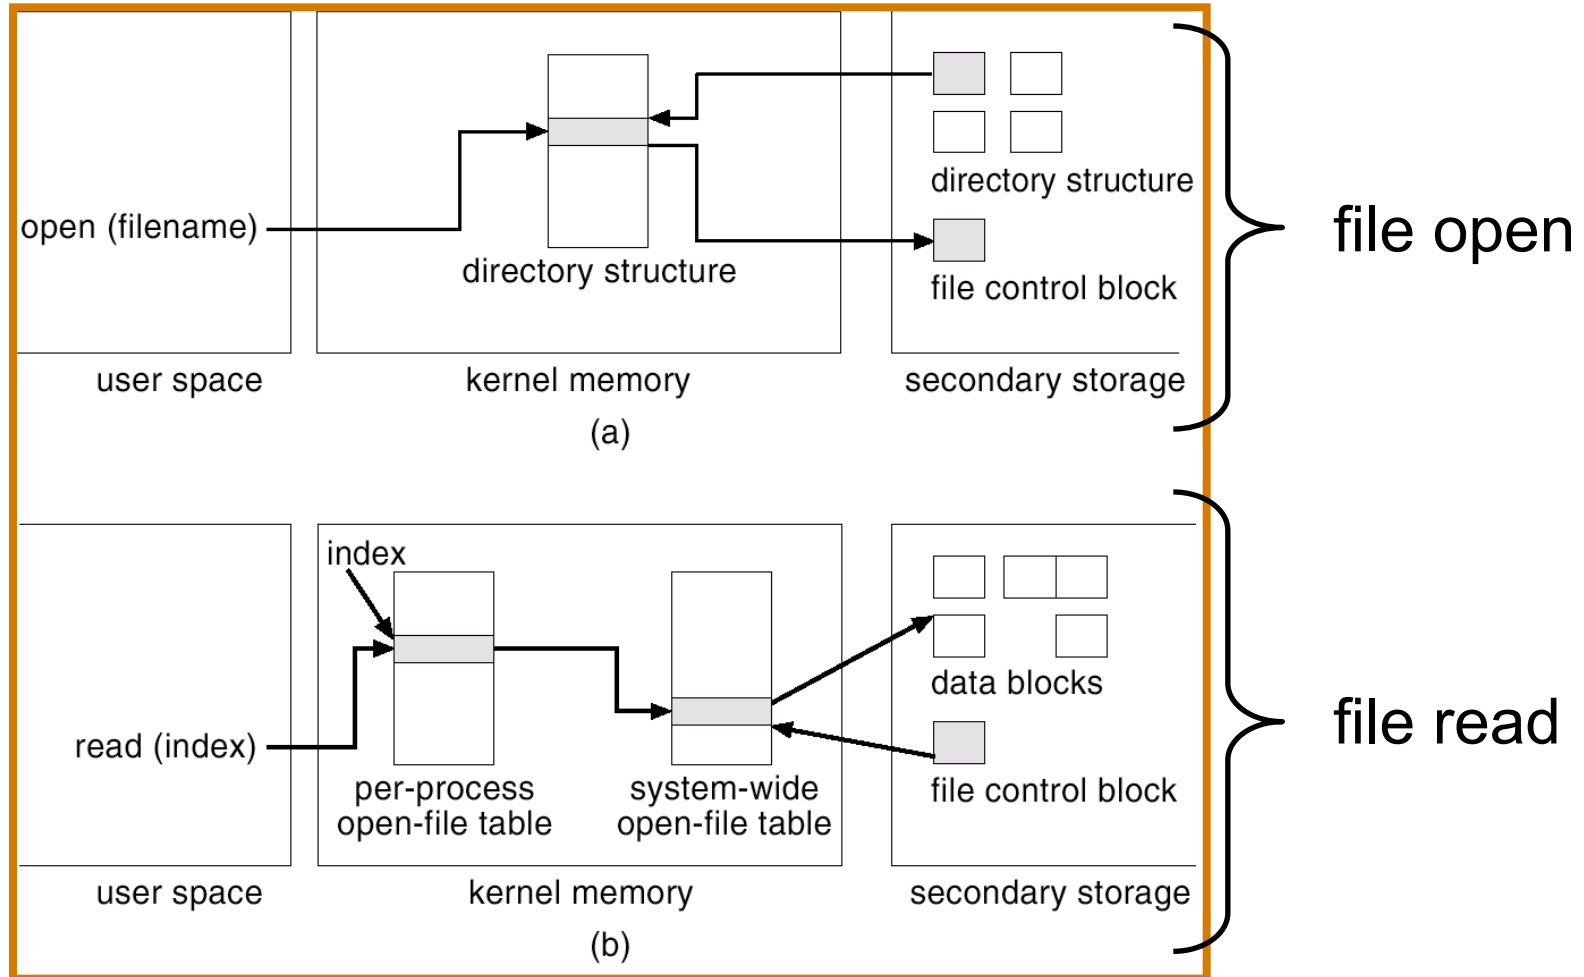 open (filename)
directory structure
directory structure
file control block
user space
kernel memory
secondary storage
(a)
file open
index
read (index)
per-process
open-file table
system-wide
open-file table
data blocks
file control block
user space
kernel memory
secondary storage
(b)
file read